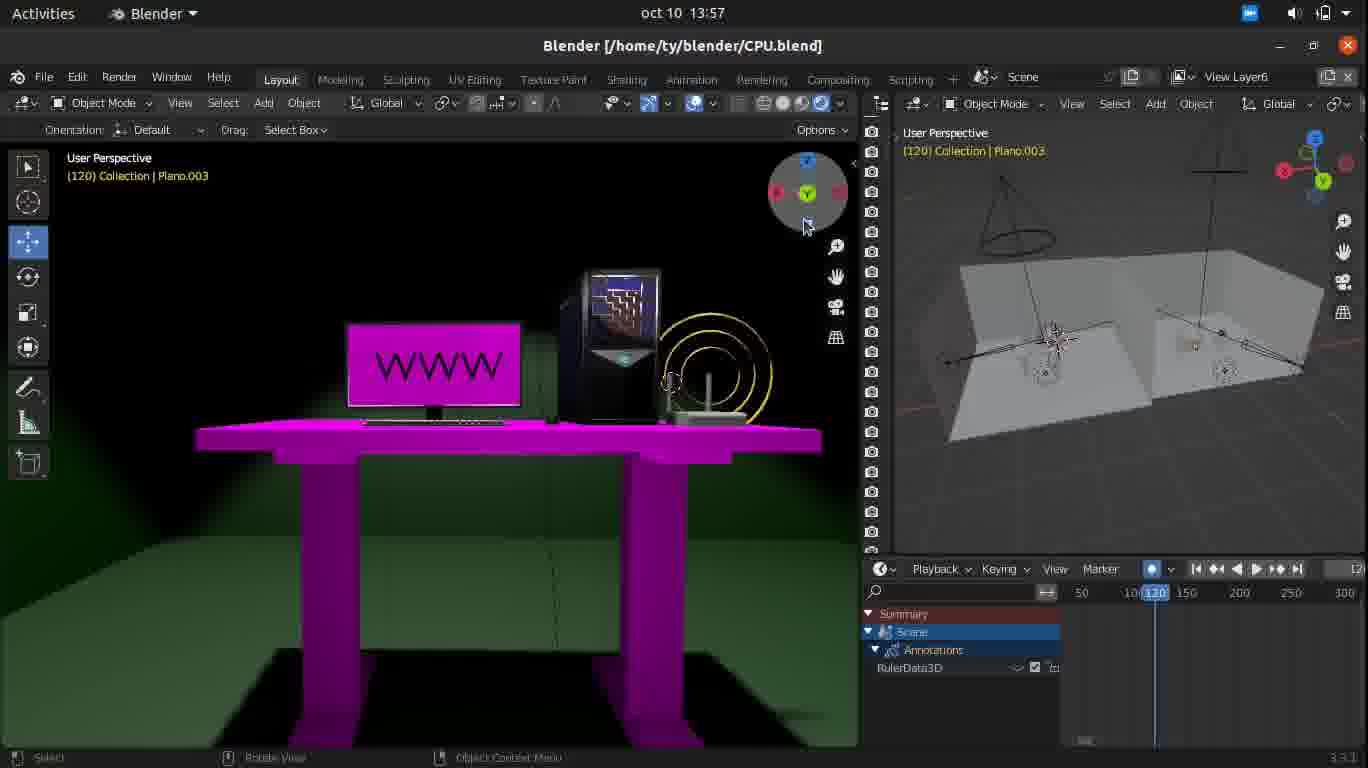 Activities Blender oct 10 13:57
Blender [/home/ty/blender/CPU.blend]
File Edit Render Window Help Layout Modeling Sculpting UV Editing Texture Paint Shading Animation Rendering Compositing Scripting + Scene View Layer6
Object Mode View Select Add Object Global Object Mode View Select Add Object Global
Orientation: Default Drag: Select Box Options
User Perspective
(120) Collection | Plano.003
User Perspective
(120) Collection | Plano.003
X Y
Z X Y
WWW
Playback Keying View Marker
50 120 150 200 250 300
Summary
Scene
Annotations
RulerData3D
Select Rotate View Object Context Menu 3.3.1